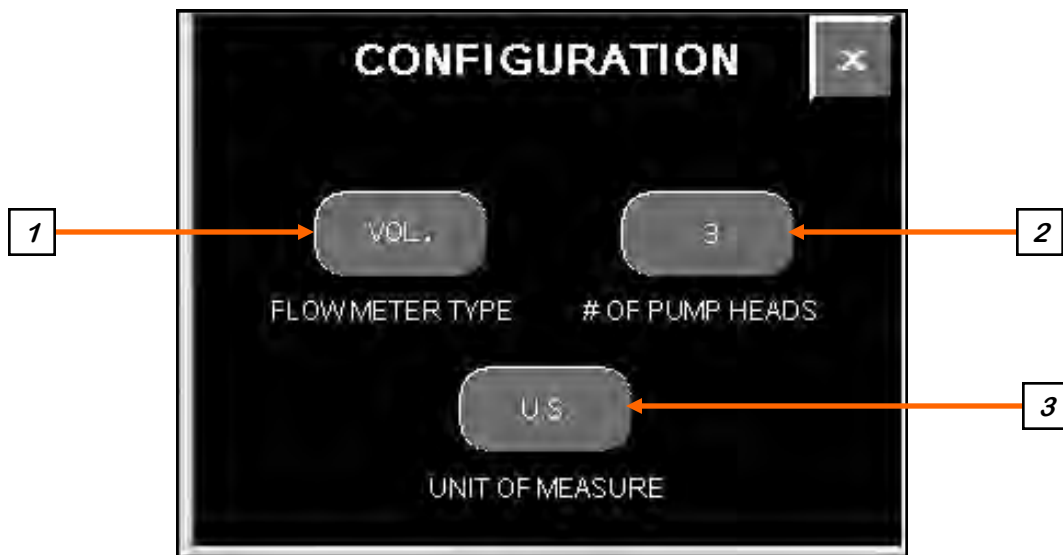 CONFIGURATION X
1 VOL. 3 2
FLOW METER TYPE # OF PUMP HEADS
U.S. 3
UNIT OF MEASURE